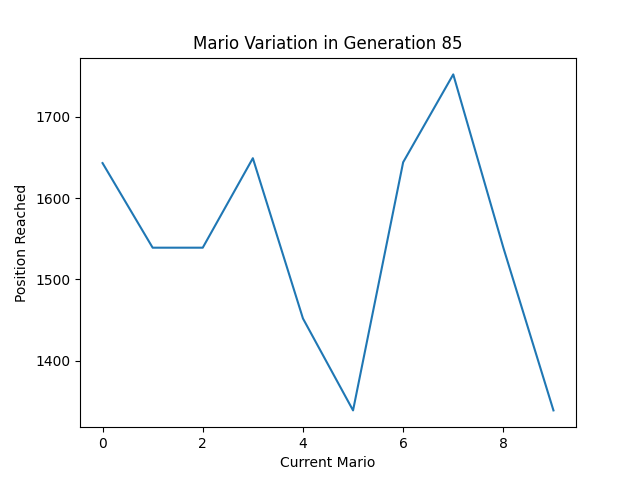 Mario Variation in Generation 85
1700
1600
1500
1400
Position Reached
0 2 4 6 8
Current Mario